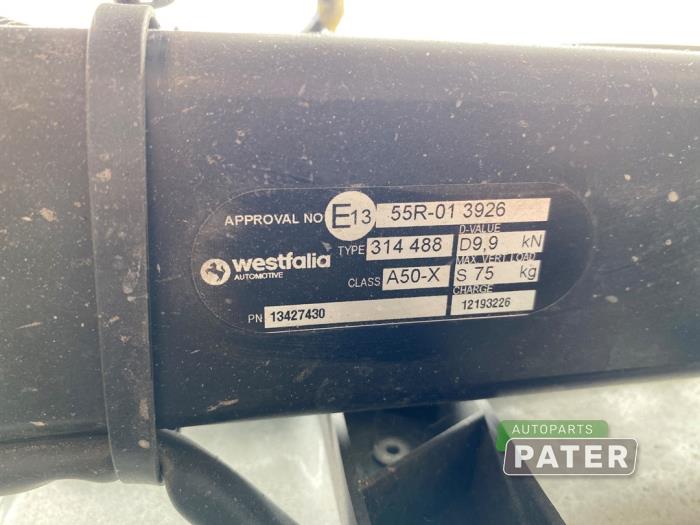 APPROVAL NO E13 55R-01 3926
D-VALUE
TYPE 314 488 D9,9 kN
MAX. VERT LOAD
westfalia
AUTOMOTIVE
CLASS A50-X S 75 kg
CHARGE
PN 13427430 12193226
AUTOPARTS
PATER